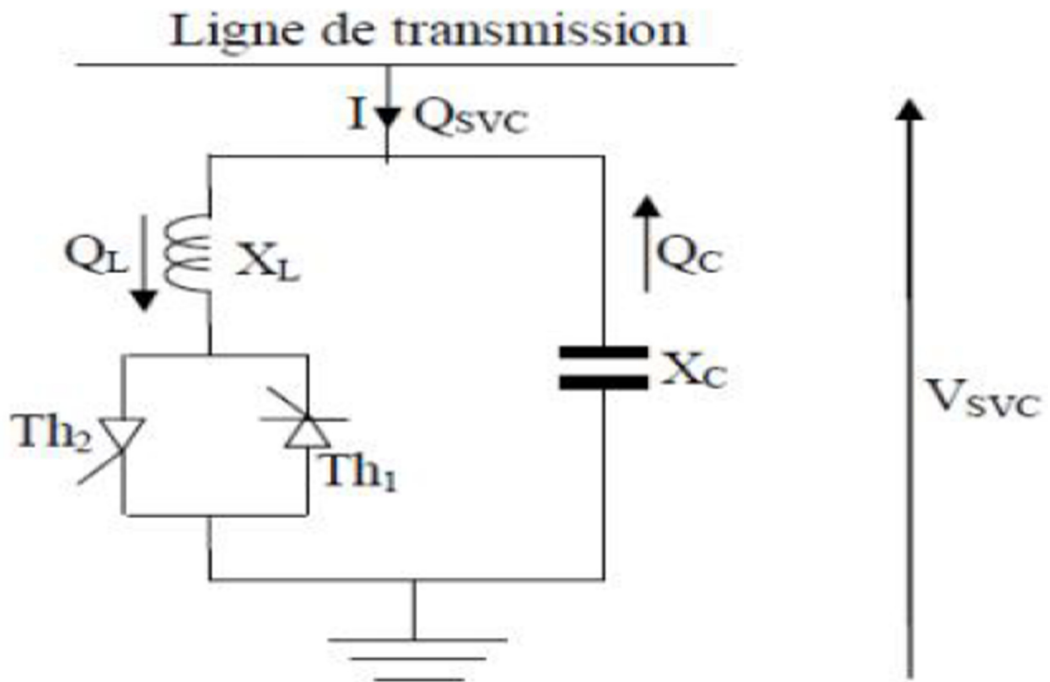 Ligne de transmission
I QSVC
QL
XL
QC
XC
Th2
Th1
VSVC